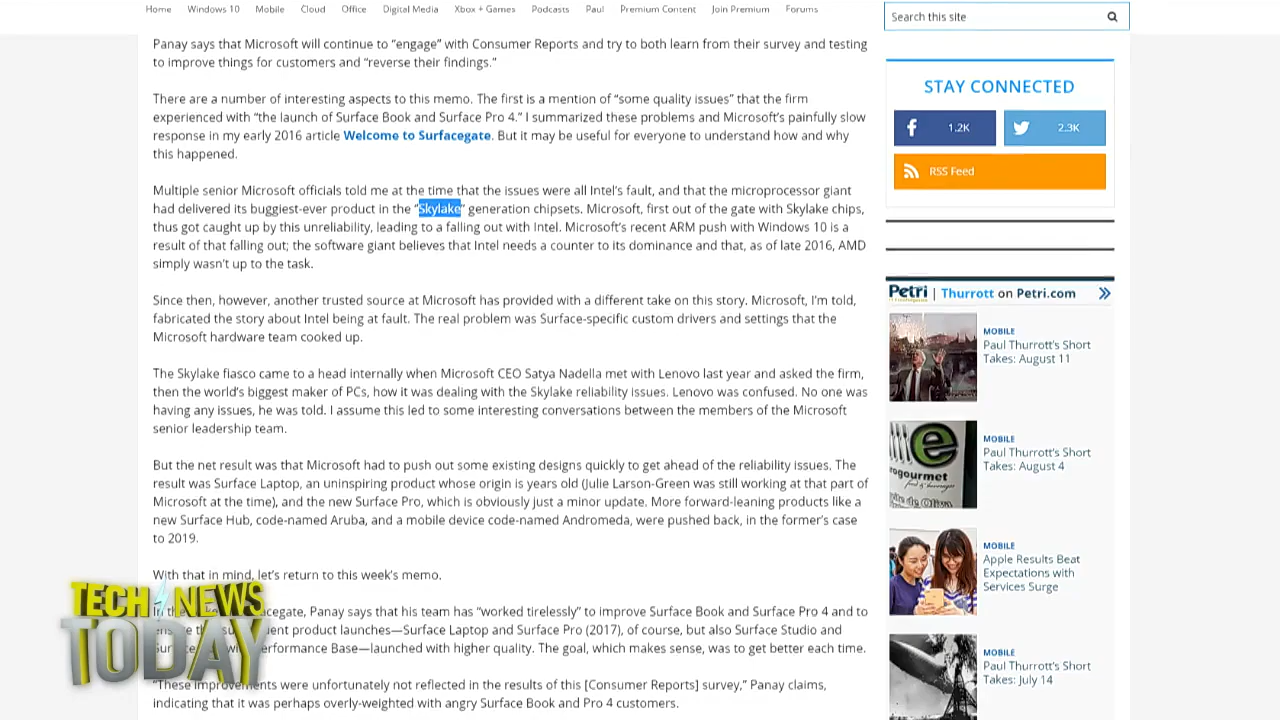 Home Windows 10 Mobile Cloud Office Digital Media Xbox + Games Podcasts Paul Premium Content Join Premium Forums
Search this site
Panay says that Microsoft will continue to “engage” with Consumer Reports and try to both learn from their survey and testing
to improve things for customers and “reverse their findings.”
There are a number of interesting aspects to this memo. The first is a mention of “some quality issues” that the firm
experienced with “the launch of Surface Book and Surface Pro 4.” I summarized these problems and Microsoft’s painfully slow
response in my early 2016 article Welcome to Surfacegate. But it may be useful for everyone to understand how and why
this happened.
Multiple senior Microsoft officials told me at the time that the issues were all Intel’s fault, and that the microprocessor giant
had delivered its buggiest-ever product in the “Skylake” generation chipsets. Microsoft, first out of the gate with Skylake chips,
thus got caught up by this unreliability, leading to a falling out with Intel. Microsoft’s recent ARM push with Windows 10 is a
result of that falling out; the software giant believes that Intel needs a counter to its dominance and that, as of late 2016, AMD
simply wasn’t up to the task.
Since then, however, another trusted source at Microsoft has provided with a different take on this story. Microsoft, I’m told,
fabricated the story about Intel being at fault. The real problem was Surface-specific custom drivers and settings that the
Microsoft hardware team cooked up.
The Skylake fiasco came to a head internally when Microsoft CEO Satya Nadella met with Lenovo last year and asked the firm,
then the world’s biggest maker of PCs, how it was dealing with the Skylake reliability issues. Lenovo was confused. No one was
having any issues, he was told. I assume this led to some interesting conversations between the members of the Microsoft
senior leadership team.
But the net result was that Microsoft had to push out some existing designs quickly to get ahead of the reliability issues. The
result was Surface Laptop, an uninspiring product whose origin is years old (Julie Larson-Green was still working at that part of
Microsoft at the time), and the new Surface Pro, which is obviously just a minor update. More forward-leaning products like a
new Surface Hub, code-named Aruba, and a mobile device code-named Andromeda, were pushed back, in the former’s case
to 2019.
With that in mind, let’s return to this week’s memo.
In the egate, Panay says that his team has “worked tirelessly” to improve Surface Book and Surface Pro 4 and to
ent product launches—Surface Laptop and Surface Pro (2017), of course, but also Surface Studio and
erformance Base—launched with higher quality. The goal, which makes sense, was to get better each time.
“These improvements were unfortunately not reflected in the results of this [Consumer Reports] survey,” Panay claims,
indicating that it was perhaps overly-weighted with angry Surface Book and Pro 4 customers.
STAY CONNECTED
1.2K
2.3K
RSS Feed
Petri | Thurrott on Petri.com
MOBILE
Paul Thurrott’s Short
Takes: August 11
MOBILE
Paul Thurrott’s Short
Takes: August 4
e
rogourmet
MOBILE
Apple Results Beat
Expectations with
Services Surge
MOBILE
Paul Thurrott’s Short
Takes: July 14
TECH NEWS
TODAY